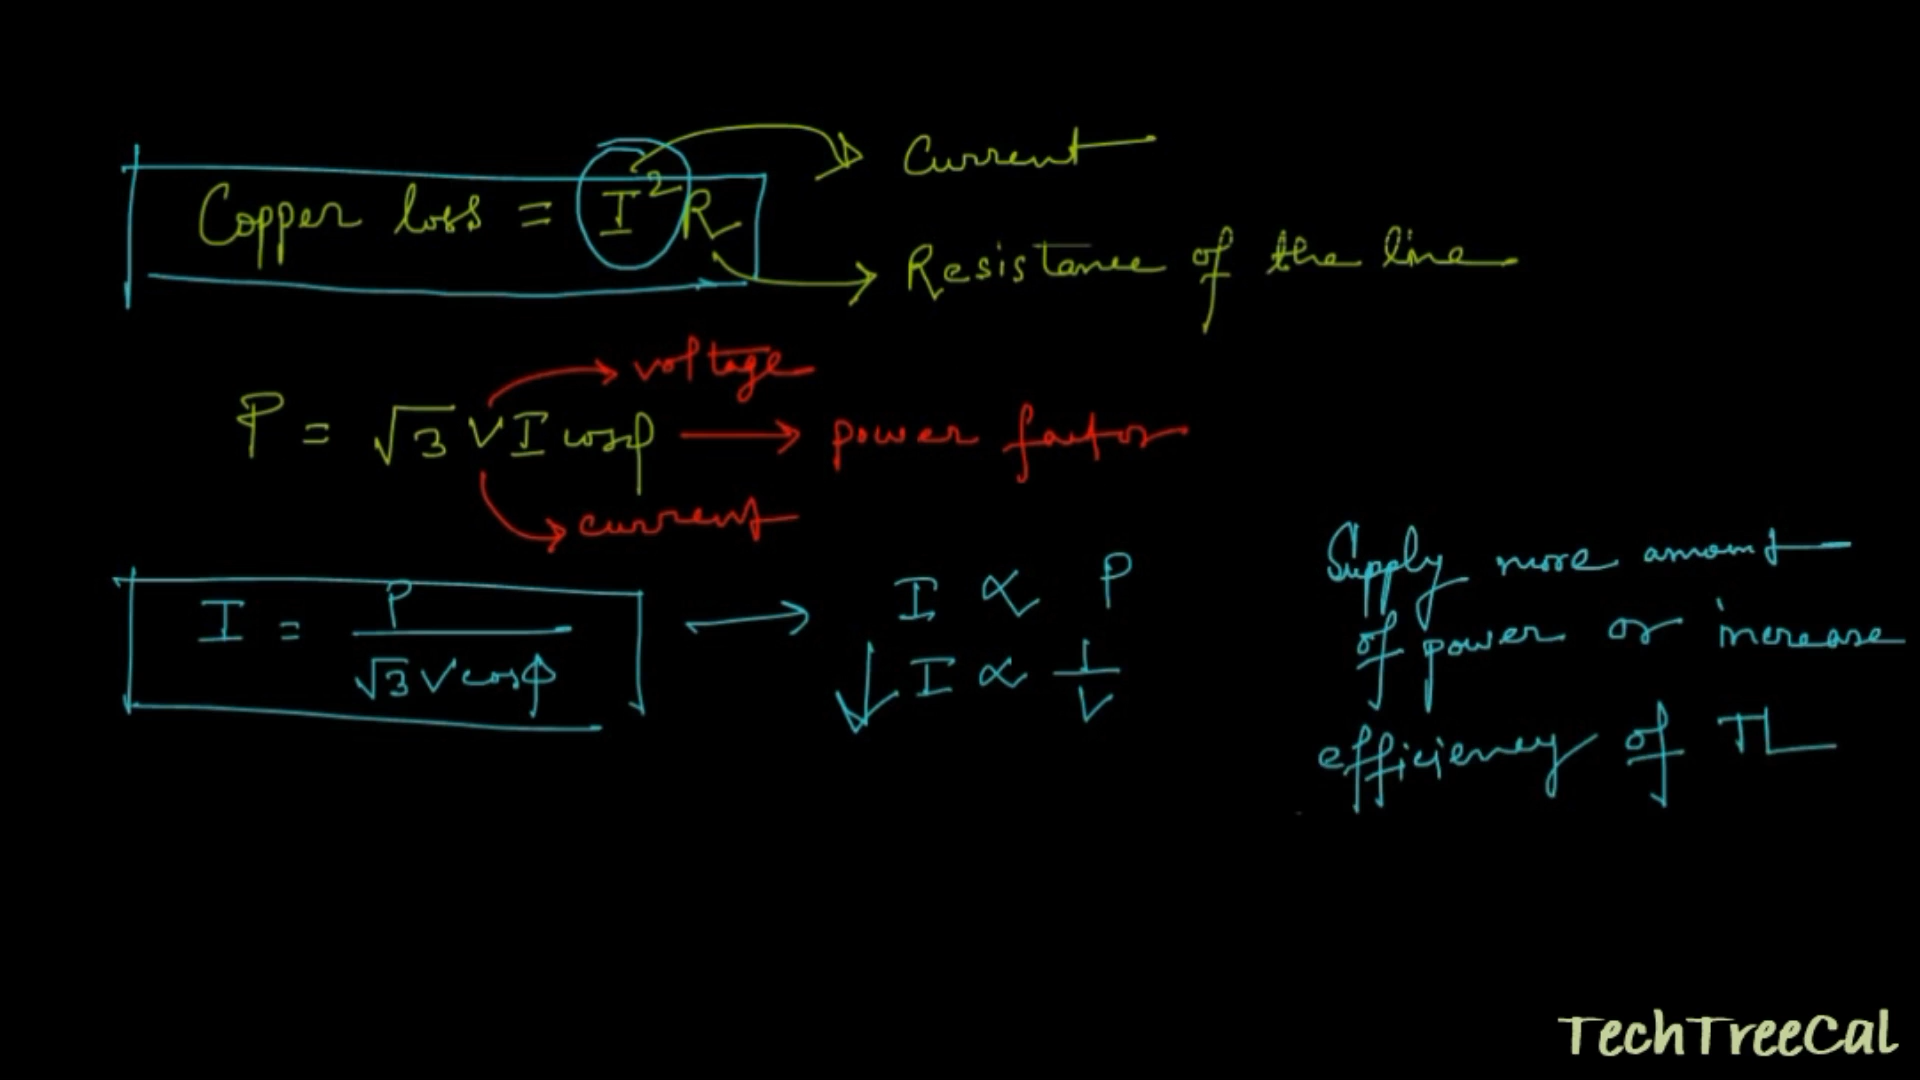 Current
Copper loss = I²R
Resistance of the line
voltage
P = √3 V I cosφ → power factor
current
I = P / √3 V cosφ → I ∝ P
↓ I ∝ 1/V
Supply more amount
of power or increase
efficiency of TL
TechTreeCal